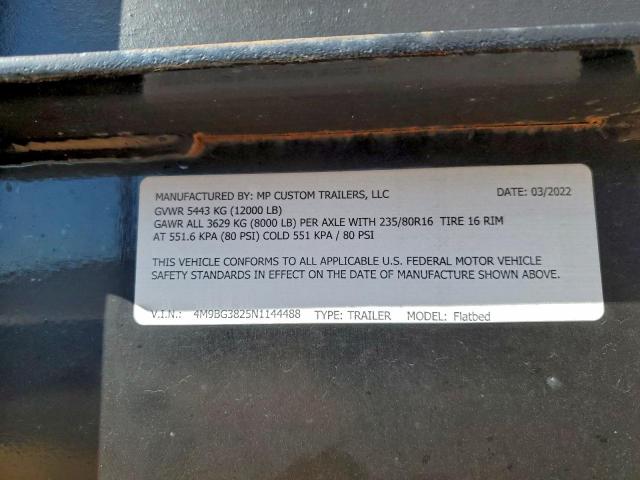 MANUFACTURED BY: MP CUSTOM TRAILERS, LLC DATE: 03/2022
GVWR 5443 KG (12000 LB)
GAWR ALL 3629 KG (8000 LB) PER AXLE WITH 235/80R16 TIRE 16 RIM
AT 551.6 KPA (80 PSI) COLD 551 KPA / 80 PSI
THIS VEHICLE CONFORMS TO ALL APPLICABLE U.S. FEDERAL MOTOR VEHICLE
SAFETY STANDARDS IN EFFECT ON THE DATE OF MANUFACTURE SHOWN ABOVE.
V.I.N.: 4M9BG3825N1144488 TYPE: TRAILER MODEL: Flatbed